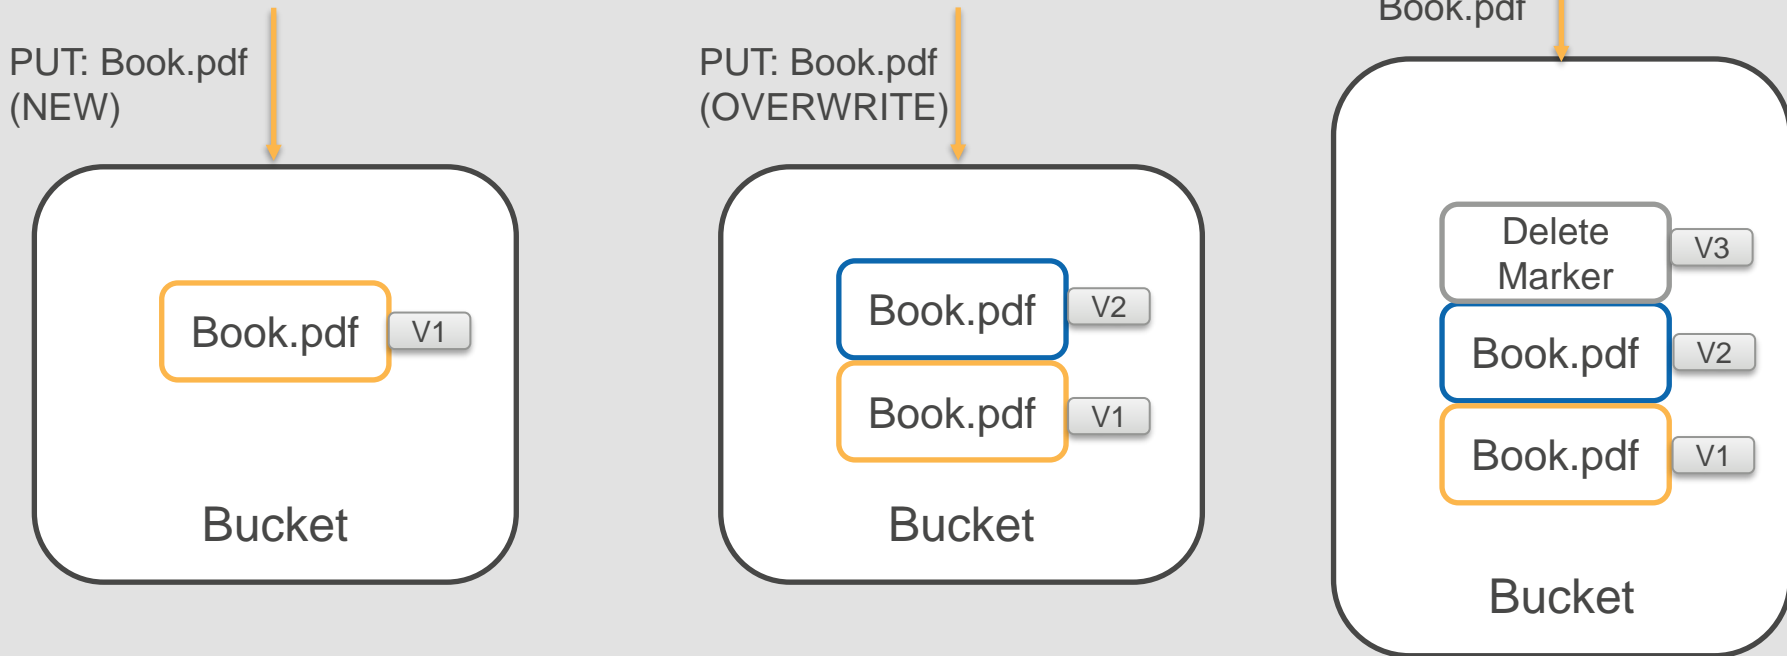 PUT: Book.pdf
(NEW)
Book.pdf
V1
Bucket
PUT: Book.pdf
(OVERWRITE)
Book.pdf
V2
Book.pdf
V1
Bucket
Book.pdf
Delete
Marker
V3
Book.pdf
V2
Book.pdf
V1
Bucket